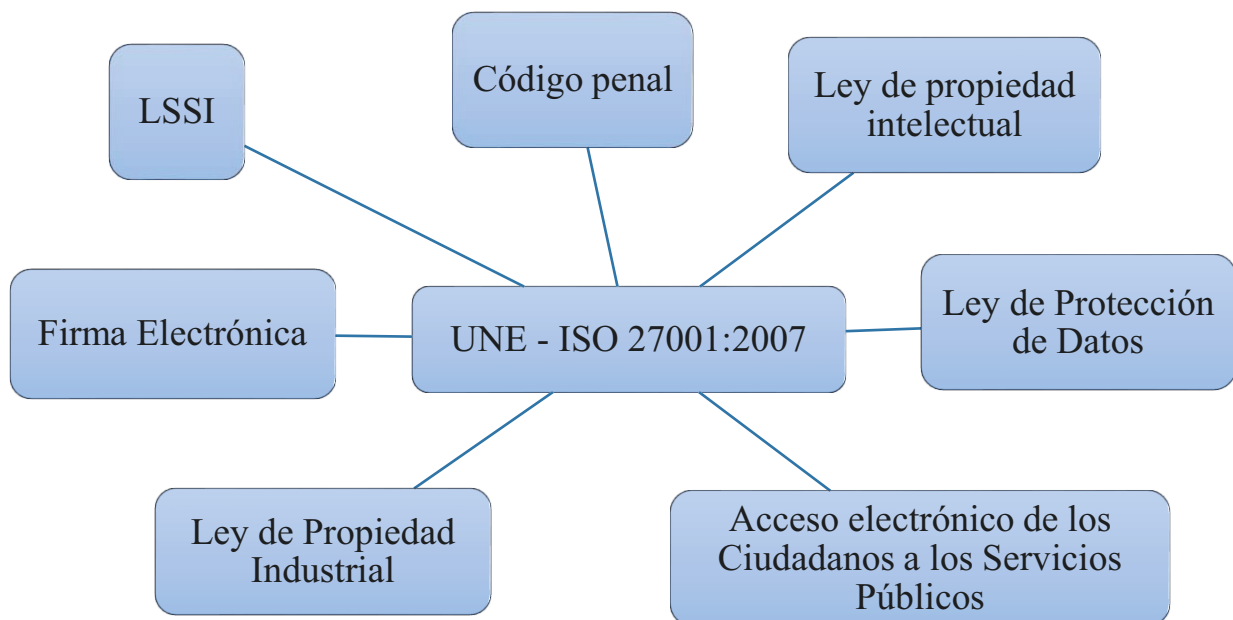 LSSI
Código penal
Ley de propiedad
intelectual
Firma Electrónica
UNE - ISO 27001:2007
Ley de Protección
de Datos
Ley de Propiedad
Industrial
Acceso electrónico de los
Ciudadanos a los Servicios
Públicos